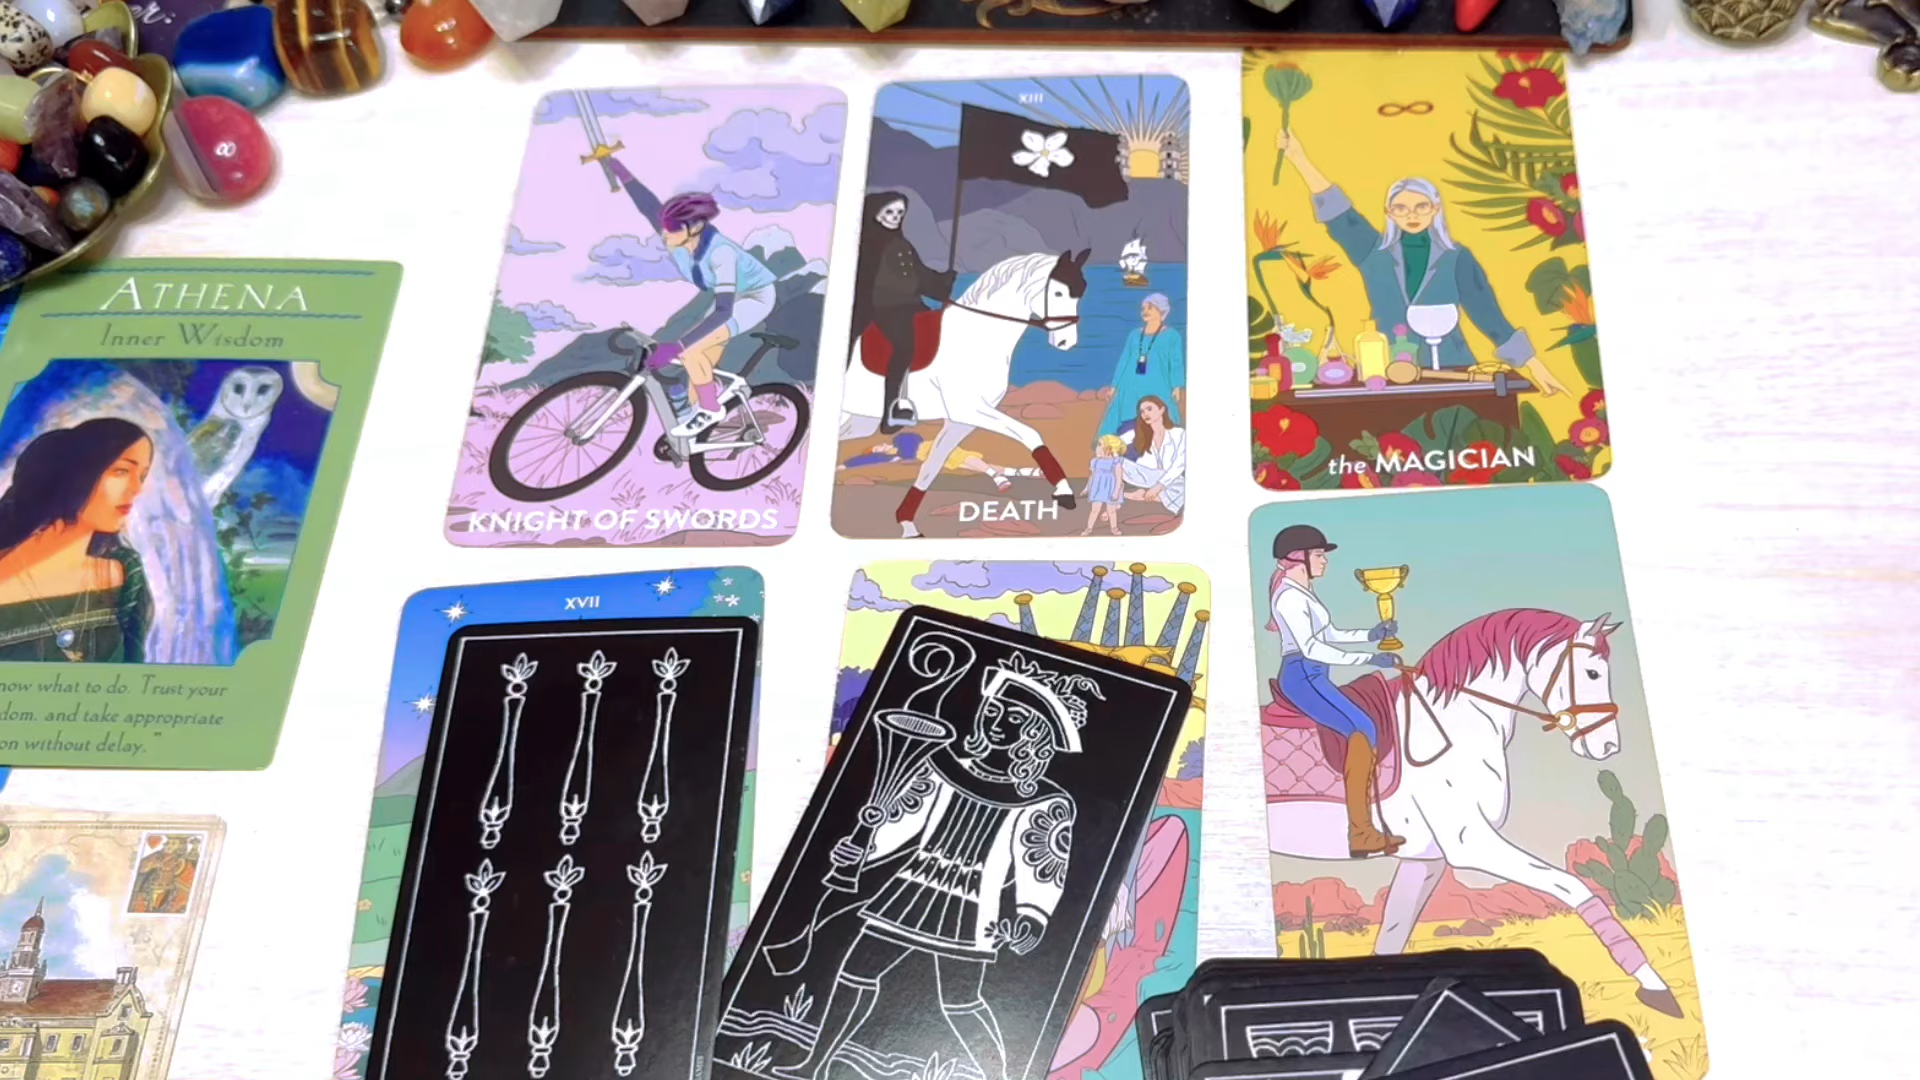 ATHENA
Inner Wisdom
now what to do. Trust your
dom. and take appropriate
on without delay."
KNIGHT OF SWORDS
XIII
DEATH
the MAGICIAN
XVII